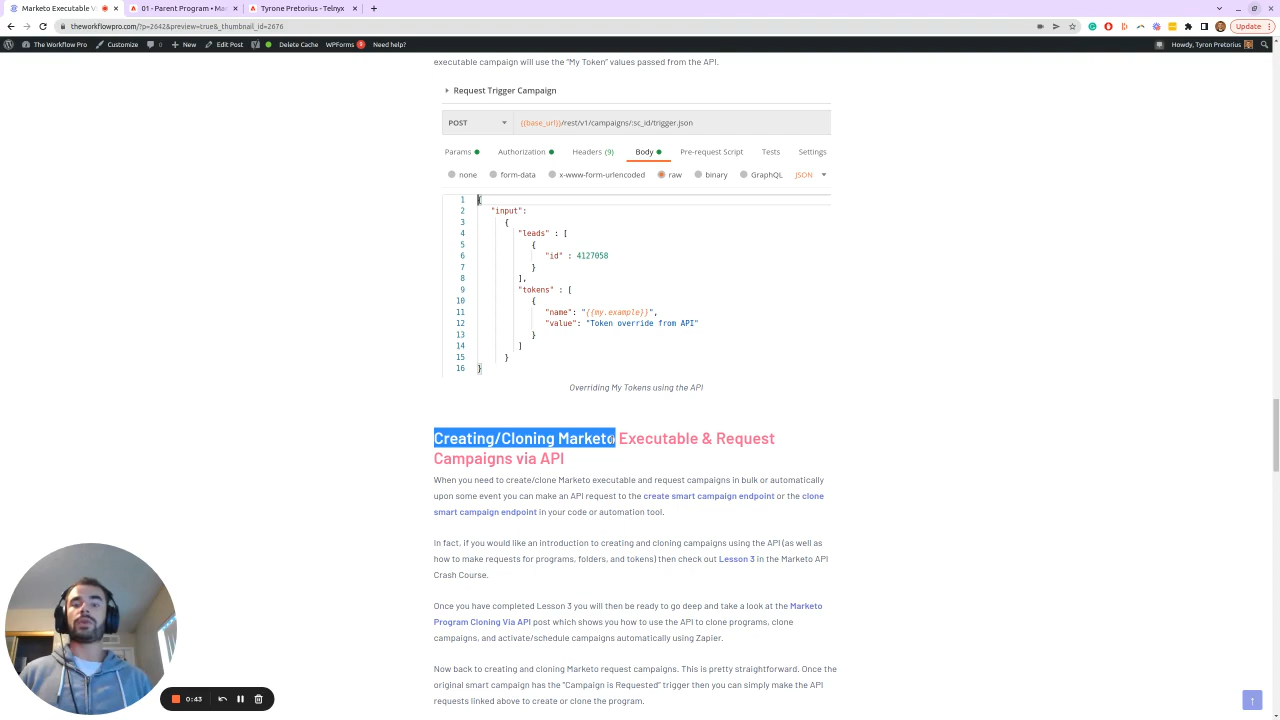 Marketo Executable V
01 - Parent Program • Mar
Tyrone Pretorius - Telnyx
theworkflowpro.com/?p=2642&preview=true&_thumbnail_id=2676
Update
The Workflow Pro
Customize
0
New
Edit Post
Delete Cache
WPForms
Need help?
Howdy, Tyron Pretorius
executable campaign will use the "My Token" values passed from the API.
Request Trigger Campaign
POST
{{base_url}}/rest/v1/campaigns/:sc_id/trigger.json
Params
Authorization
Headers (9)
Body
Pre-request Script
Tests
Settings
none
form-data
x-www-form-urlencoded
raw
binary
GraphQL
JSON
1 {
2 "input":
3 {
4 "leads" : [
5 {
6 "id" : 4127058
7 }
8 ],
9 "tokens" : [
10 {
11 "name": "{{my.example}}",
12 "value": "Token override from API"
13 }
14 ]
15 }
16 }
Overriding My Tokens using the API
Creating/Cloning Marketo Executable & Request
Campaigns via API
When you need to create/clone Marketo executable and request campaigns in bulk or automatically
upon some event you can make an API request to the create smart campaign endpoint or the clone
smart campaign endpoint in your code or automation tool.
In fact, if you would like an introduction to creating and cloning campaigns using the API (as well as
how to make requests for programs, folders, and tokens) then check out Lesson 3 in the Marketo API
Crash Course.
Once you have completed Lesson 3 you will then be ready to go deep and take a look at the Marketo
Program Cloning Via API post which shows you how to use the API to clone programs, clone
campaigns, and activate/schedule campaigns automatically using Zapier.
Now back to creating and cloning Marketo request campaigns. This is pretty straightforward. Once the
original smart campaign has the "Campaign is Requested" trigger then you can simply make the API
requests linked above to create or clone the program.
0:43